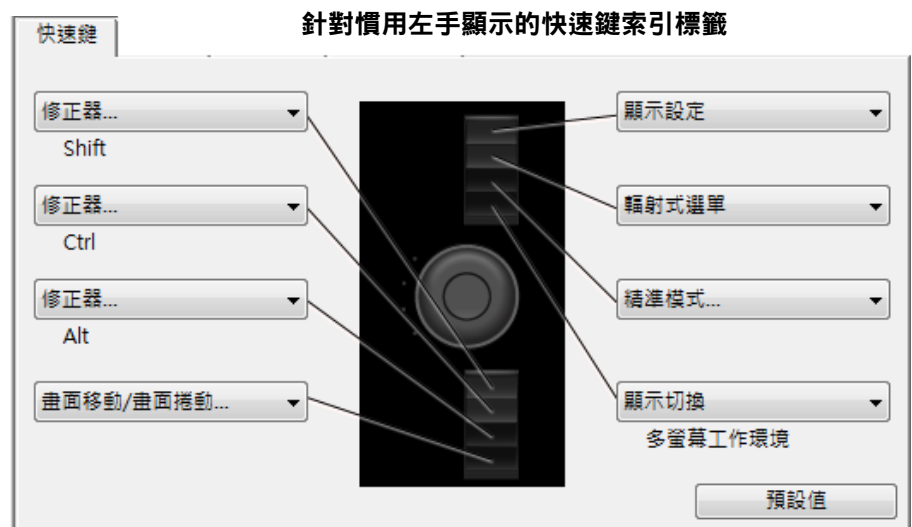 針對慣用左手顯示的快速鍵索引標籤
快速鍵
修正器...
Shift
修正器...
Ctrl
修正器...
Alt
畫面移動/畫面捲動...
顯示設定
輻射式選單
精準模式...
顯示切換
多螢幕工作環境
預設值